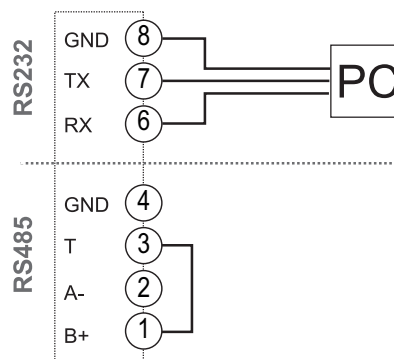 RS232
GND 8
TX 7
RX 6
PC
RS485
GND 4
T 3
A- 2
B+ 1